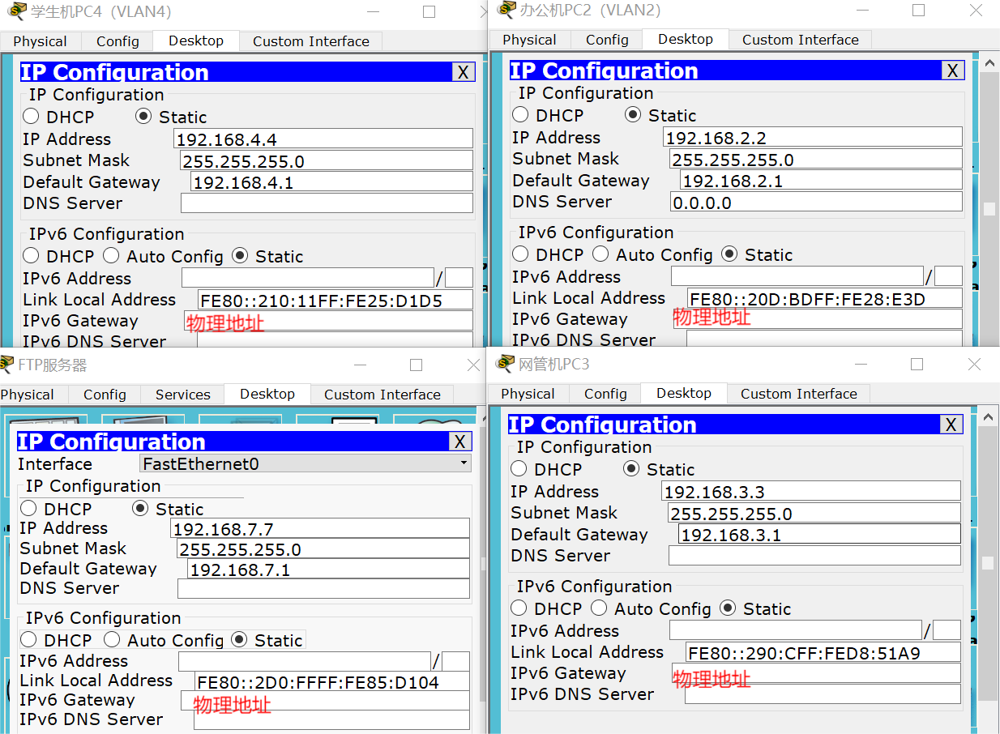 学生机PC4（VLAN4）
Physical Config Desktop Custom Interface
IP Configuration X
IP Configuration
DHCP Static
IP Address 192.168.4.4
Subnet Mask 255.255.255.0
Default Gateway 192.168.4.1
DNS Server
IPv6 Configuration
DHCP Auto Config Static
IPv6 Address /
Link Local Address FE80::210:11FF:FE25:D1D5
IPv6 Gateway 物理地址
IPv6 DNS Server
办公机PC2（VLAN2）
Physical Config Desktop Custom Interface
IP Configuration X
IP Configuration
DHCP Static
IP Address 192.168.2.2
Subnet Mask 255.255.255.0
Default Gateway 192.168.2.1
DNS Server 0.0.0.0
IPv6 Configuration
DHCP Auto Config Static
IPv6 Address /
Link Local Address FE80::20D:BDFF:FE28:E3D
IPv6 Gateway 物理地址
IPv6 DNS Server
FTP服务器
Physical Config Services Desktop Custom Interface
IP Configuration X
Interface FastEthernet0
IP Configuration
DHCP Static
IP Address 192.168.7.7
Subnet Mask 255.255.255.0
Default Gateway 192.168.7.1
DNS Server
IPv6 Configuration
DHCP Auto Config Static
IPv6 Address /
Link Local Address FE80::2D0:FFFF:FE85:D104
IPv6 Gateway 物理地址
IPv6 DNS Server
网管机PC3
Physical Config Desktop Custom Interface
IP Configuration X
IP Configuration
DHCP Static
IP Address 192.168.3.3
Subnet Mask 255.255.255.0
Default Gateway 192.168.3.1
DNS Server
IPv6 Configuration
DHCP Auto Config Static
IPv6 Address /
Link Local Address FE80::290:CFF:FED8:51A9
IPv6 Gateway 物理地址
IPv6 DNS Server